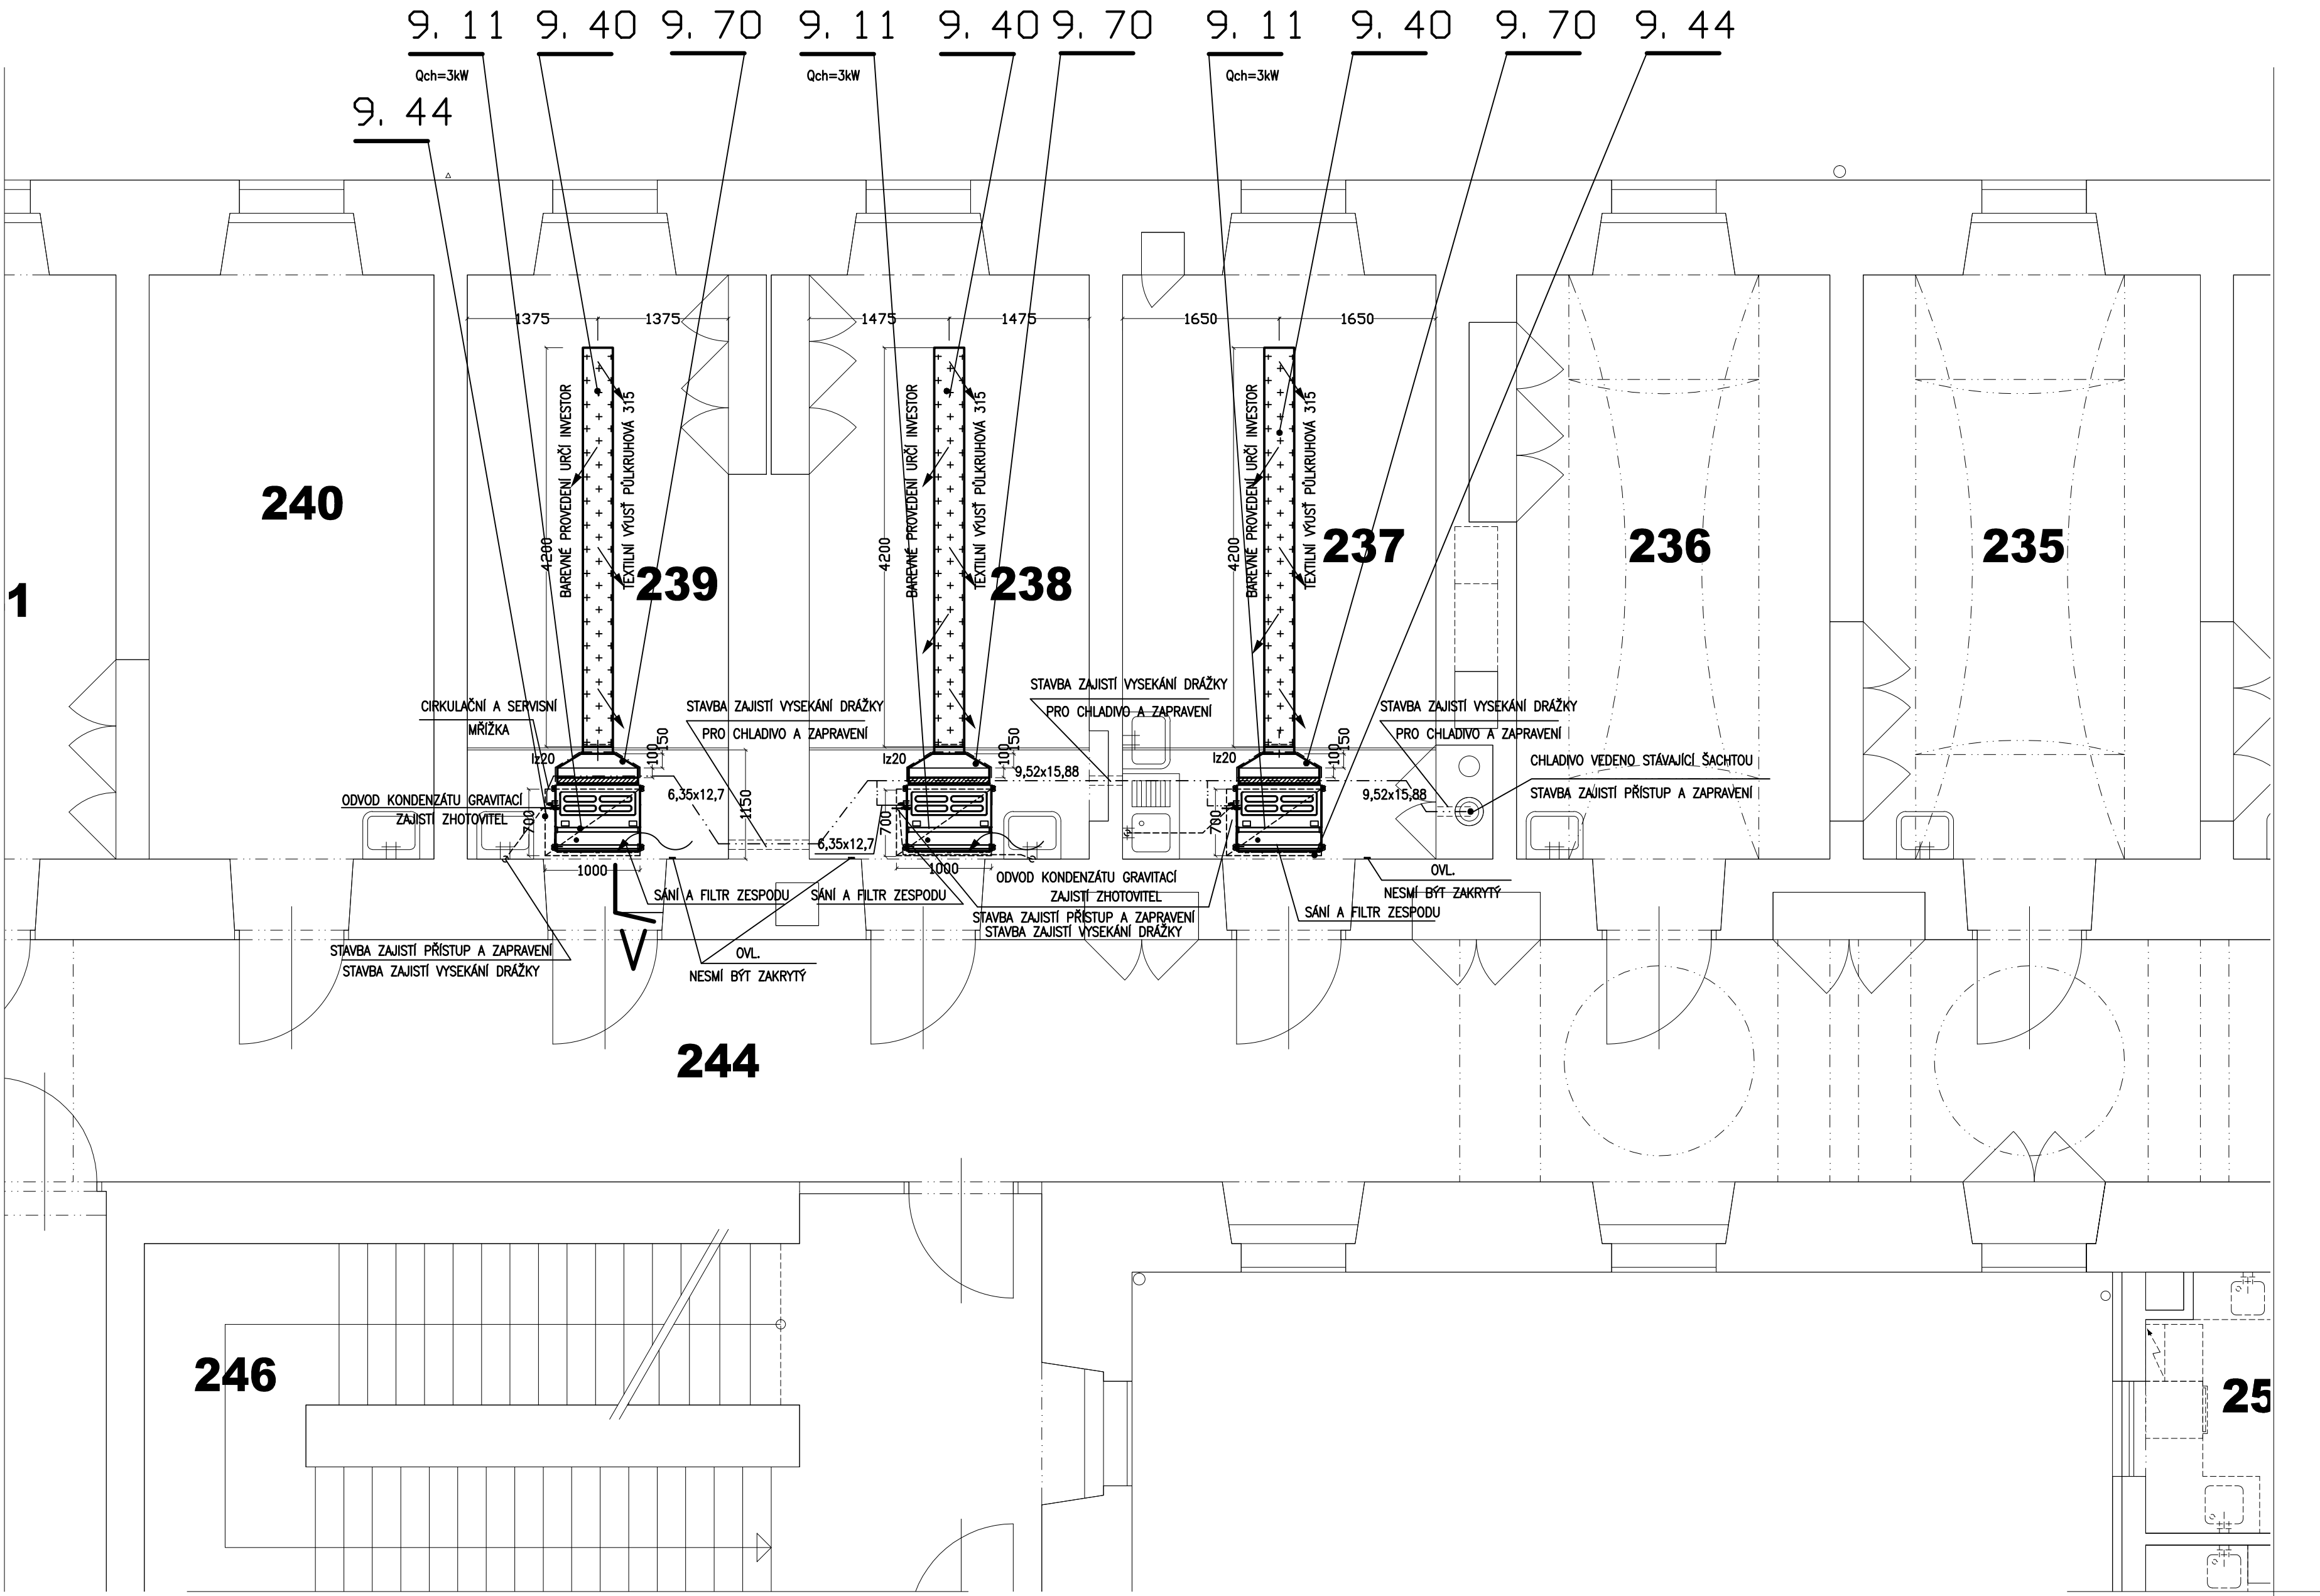 9. 11
9. 40
9. 70
9. 11
9. 40
9. 70
9. 11
9. 40
9. 70
9. 44
Qch=3kW
Qch=3kW
Qch=3kW
9. 44
1375
1375
1475
1475
1650
1650
BAREVNÉ PROVEDENÍ URČÍ INVESTOR
TEXTILNÍ VÝUSŤ PŮLKRUHOVÁ 315
4200
BAREVNÉ PROVEDENÍ URČÍ INVESTOR
TEXTILNÍ VÝUSŤ PŮLKRUHOVÁ 315
4200
BAREVNÉ PROVEDENÍ URČÍ INVESTOR
TEXTILNÍ VÝUSŤ PŮLKRUHOVÁ 315
4200
240
239
238
237
236
235
1
CIRKULAČNÍ A SERVISNÍ
MŘÍŽKA
STAVBA ZAJISTÍ VYSEKÁNÍ DRÁŽKY
PRO CHLADIVO A ZAPRAVENÍ
STAVBA ZAJISTÍ VYSEKÁNÍ DRÁŽKY
PRO CHLADIVO A ZAPRAVENÍ
STAVBA ZAJISTÍ VYSEKÁNÍ DRÁŽKY
PRO CHLADIVO A ZAPRAVENÍ
CHLADIVO VEDENO STÁVAJÍCÍ ŠACHTOU
STAVBA ZAJISTÍ PŘÍSTUP A ZAPRAVENÍ
Iz20
100
150
Iz20
100
150
Iz20
100
150
6,35x12,7
1150
9,52x15,88
9,52x15,88
ODVOD KONDENZÁTU GRAVITACÍ
ZAJISTÍ ZHOTOVITEL
700
700
700
6,35x12,7
1000
1000
SÁNÍ A FILTR ZESPODU
SÁNÍ A FILTR ZESPODU
ODVOD KONDENZÁTU GRAVITACÍ
ZAJISTÍ ZHOTOVITEL
STAVBA ZAJISTÍ PŘÍSTUP A ZAPRAVENÍ
STAVBA ZAJISTÍ VYSEKÁNÍ DRÁŽKY
SÁNÍ A FILTR ZESPODU
OVL.
NESMÍ BÝT ZAKRYTÝ
STAVBA ZAJISTÍ PŘÍSTUP A ZAPRAVENÍ
STAVBA ZAJISTÍ VYSEKÁNÍ DRÁŽKY
V
OVL.
NESMÍ BÝT ZAKRYTÝ
244
246
25